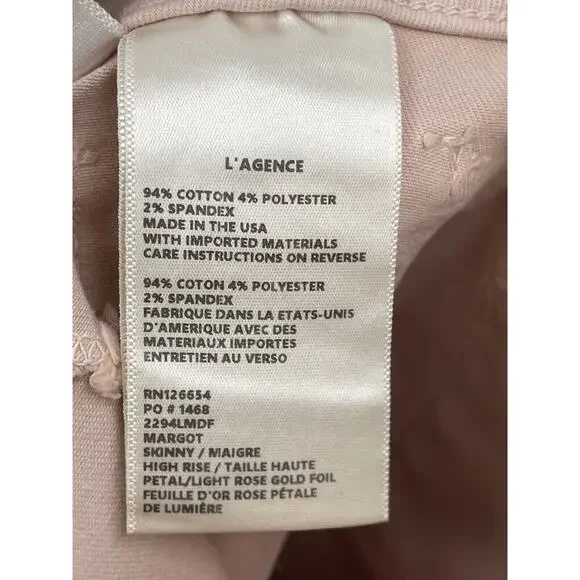 L'AGENCE
94% COTTON 4% POLYESTER
2% SPANDEX
MADE IN THE USA
WITH IMPORTED MATERIALS
CARE INSTRUCTIONS ON REVERSE
94% COTON 4% POLYESTER
2% SPANDEX
FABRIQUE DANS LA ETATS-UNIS
D'AMERIQUE AVEC DES
MATERIAUX IMPORTES
ENTRETIEN AU VERSO
RN126654
PO # 1468
2294LMDF
MARGOT
SKINNY / MAIGRE
HIGH RISE / TAILLE HAUTE
PETAL/LIGHT ROSE GOLD FOIL
FEUILLE D'OR ROSE PÉTALE
DE LUMIÈRE